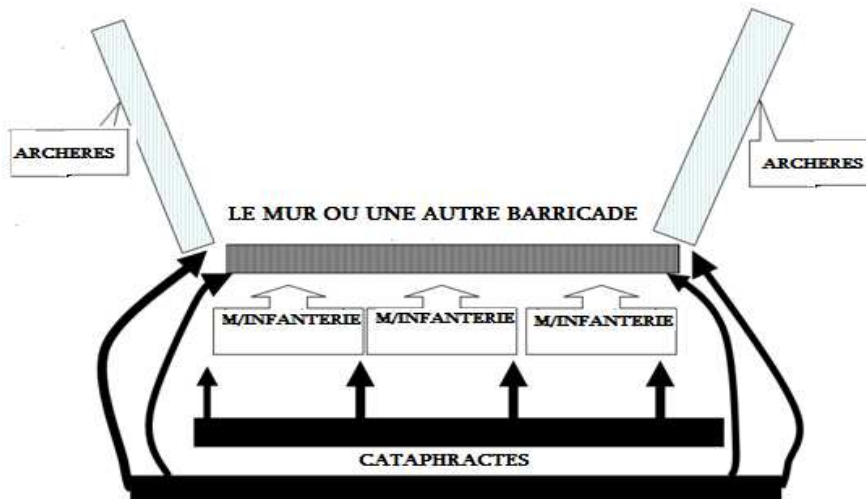 ARCHERES
ARCHERES
LE MUR OU UNE AUTRE BARRICADE
M/INFANTERIE
M/INFANTERIE
M/INFANTERIE
CATAPHRACTES